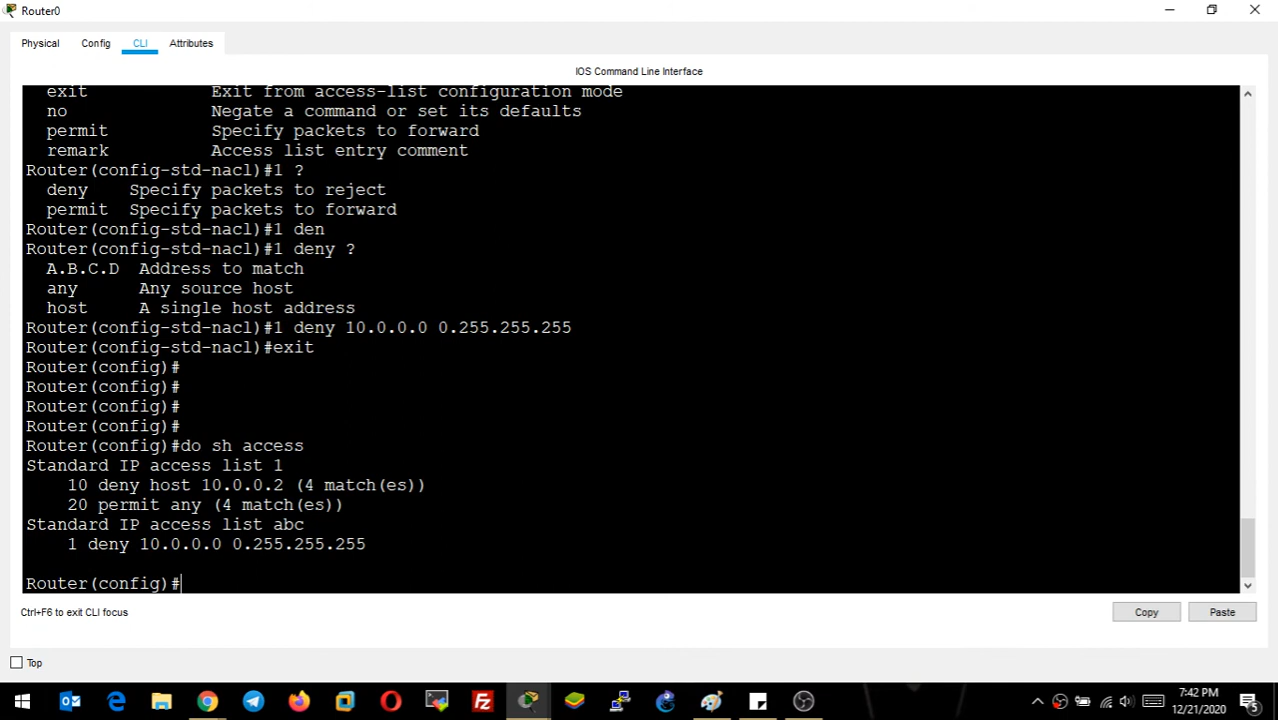 Router0
Physical Config CLI Attributes
IOS Command Line Interface
exit Exit from access-list configuration mode
no Negate a command or set its defaults
permit Specify packets to forward
remark Access list entry comment
Router(config-std-nacl)#1 ?
deny Specify packets to reject
permit Specify packets to forward
Router(config-std-nacl)#1 den
Router(config-std-nacl)#1 deny ?
A.B.C.D Address to match
any Any source host
host A single host address
Router(config-std-nacl)#1 deny 10.0.0.0 0.255.255.255
Router(config-std-nacl)#exit
Router(config)#
Router(config)#
Router(config)#
Router(config)#
Router(config)#do sh access
Standard IP access list 1
10 deny host 10.0.0.2 (4 match(es))
20 permit any (4 match(es))
Standard IP access list abc
1 deny 10.0.0.0 0.255.255.255
Router(config)#
Ctrl+F6 to exit CLI focus
Copy Paste
Top
7:42 PM
12/21/2020
5